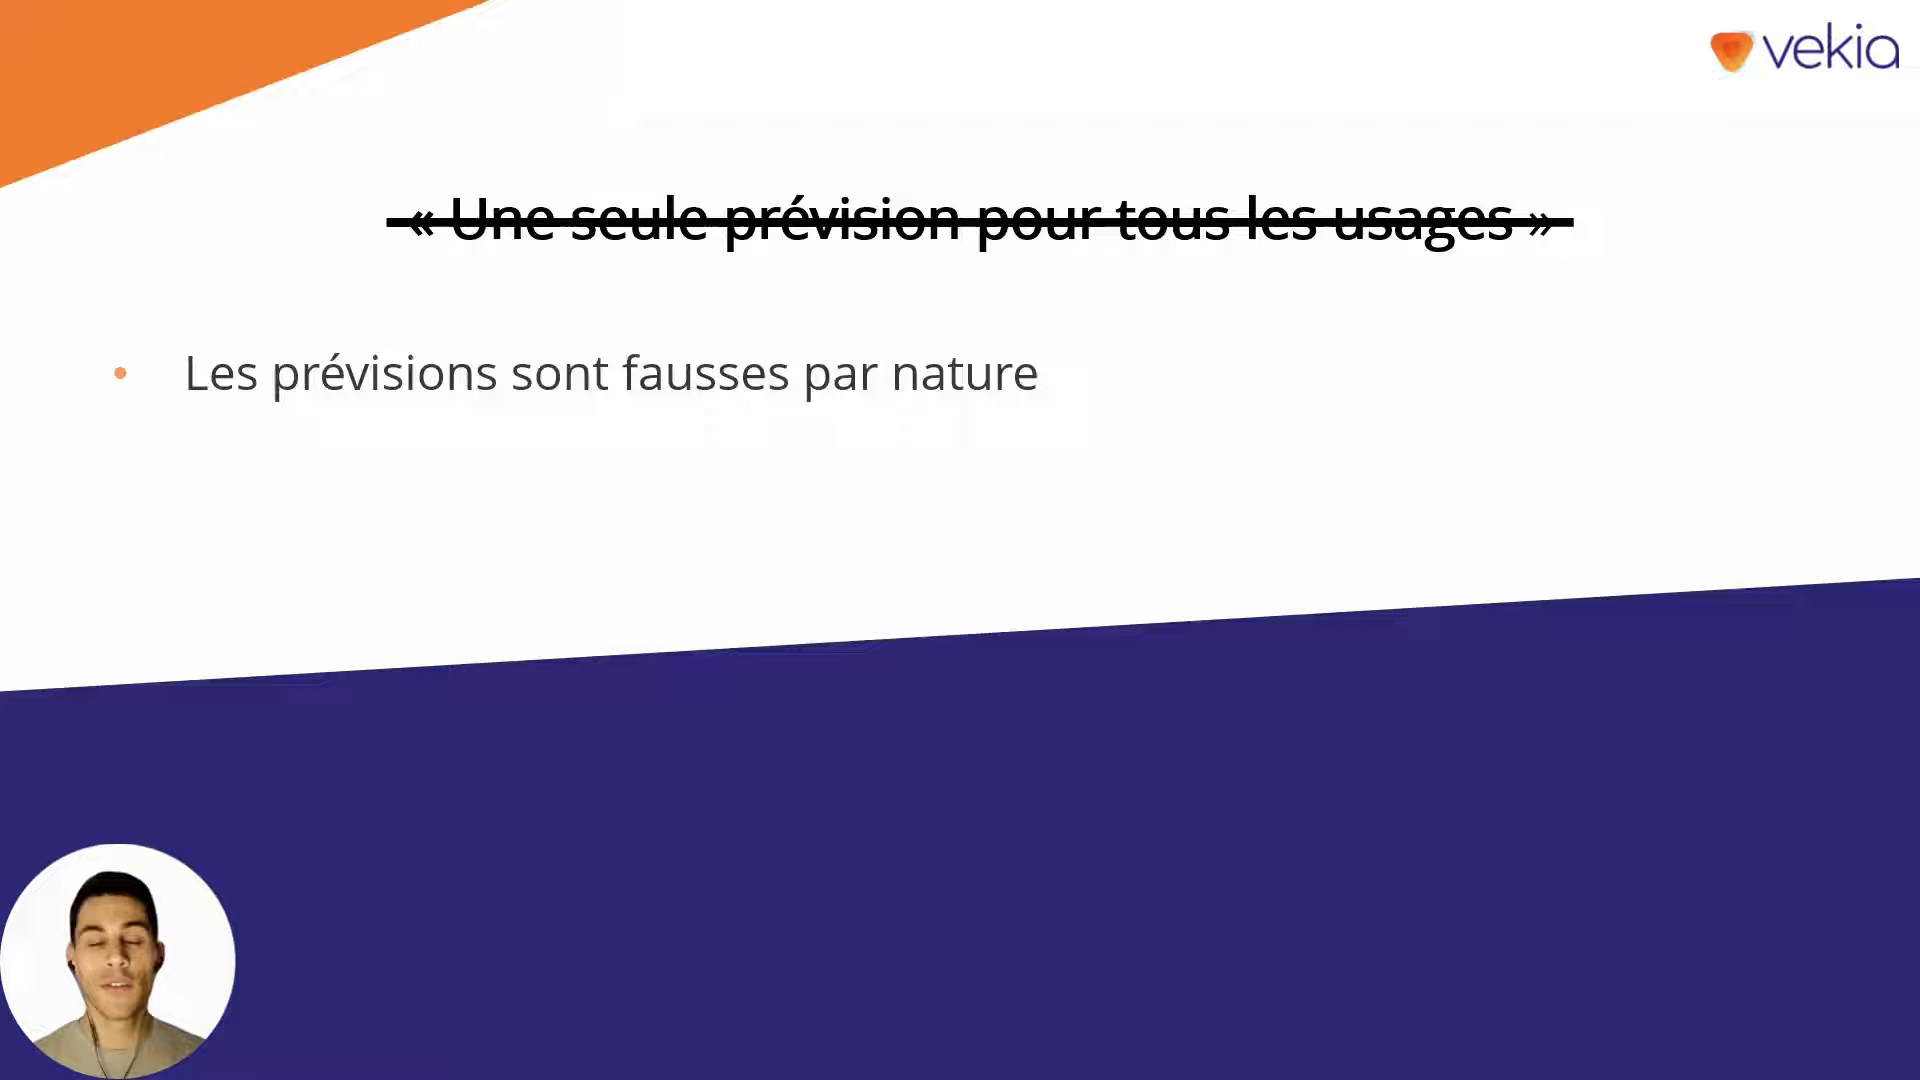 vekia
« Une seule prévision pour tous les usages »
• Les prévisions sont fausses par nature